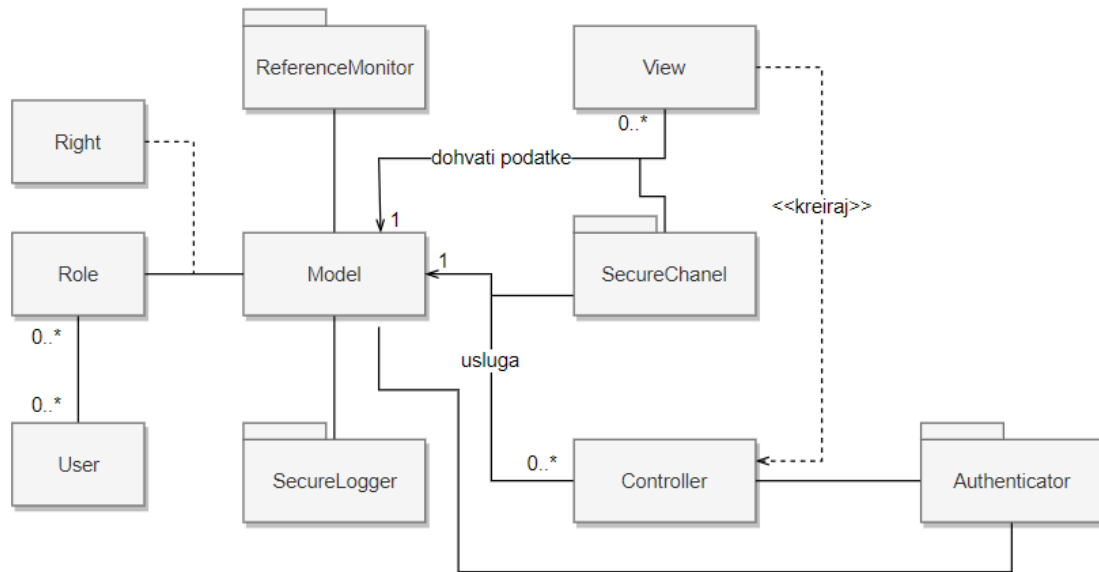 ReferenceMonitor
View
Right
0..*
dohvati podatke
<<kreiraj>>
1
Role
Model
1
SecureChanel
0..*
usluga
0..*
User
SecureLogger
0..*
Controller
Authenticator